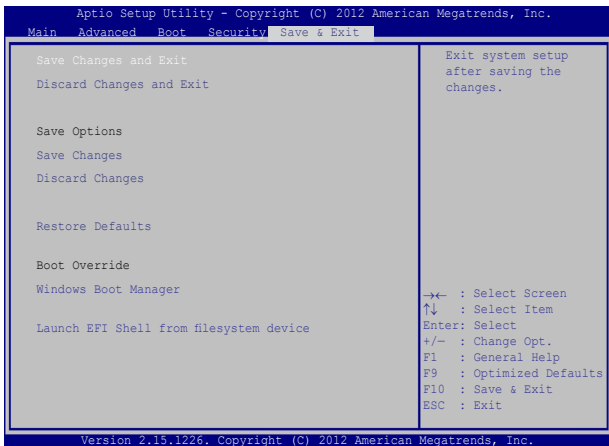 Aptio Setup Utility - Copyright (C) 2012 American Megatrends, Inc.
Main Advanced Boot Security Save & Exit
Save Changes and Exit
Discard Changes and Exit
Save Options
Save Changes
Discard Changes
Restore Defaults
Boot Override
Windows Boot Manager
Launch EFI Shell from filesystem device
Exit system setup
after saving the
changes.
→← : Select Screen
↑↓ : Select Item
Enter: Select
+/— : Change Opt.
F1 : General Help
F9 : Optimized Defaults
F10 : Save & Exit
ESC : Exit
Version 2.15.1226. Copyright (C) 2012 American Megatrends, Inc.